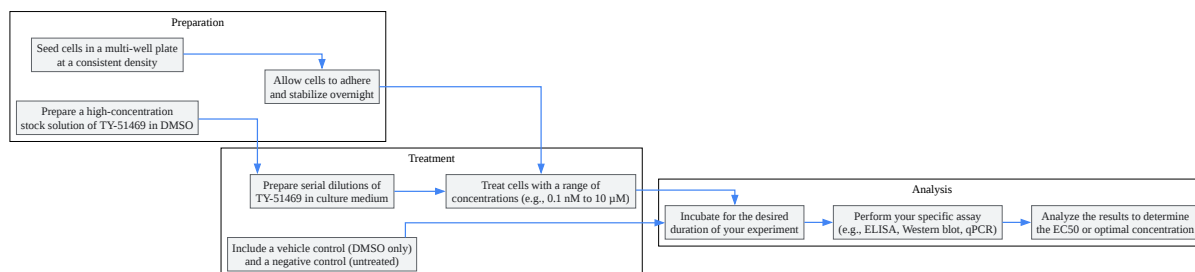 Preparation
Seed cells in a multi-well plate
at a consistent density
Allow cells to adhere
and stabilize overnight
Prepare a high-concentration
stock solution of TY-51469 in DMSO
Treatment
Prepare serial dilutions of
TY-51469 in culture medium
Treat cells with a range of
concentrations (e.g., 0.1 nM to 10 µM)
Include a vehicle control (DMSO only)
and a negative control (untreated)
Analysis
Incubate for the desired
duration of your experiment
Perform your specific assay
(e.g., ELISA, Western blot, qPCR)
Analyze the results to determine
the EC50 or optimal concentration